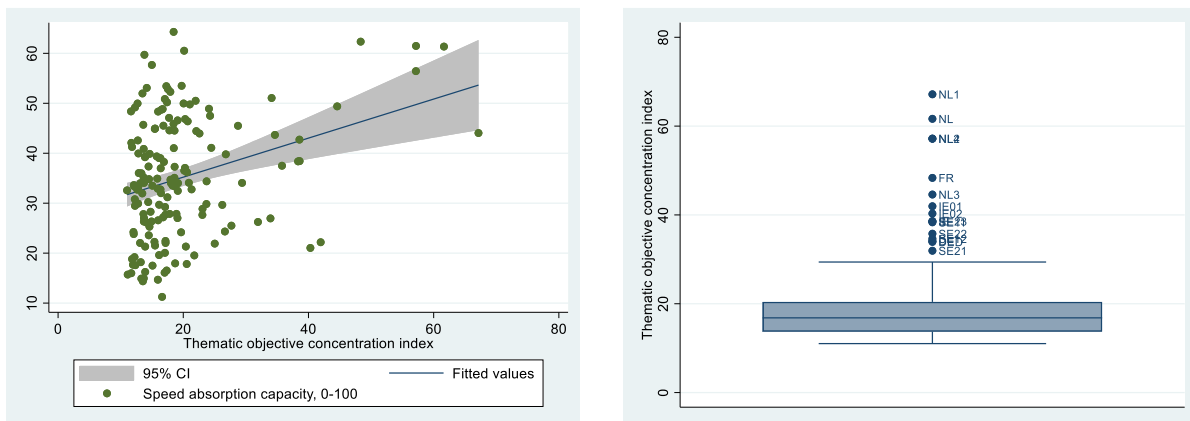 60
50
40
30
20
10
0 20 40 60 80
Thematic objective concentration index
95% CI
Fitted values
Speed absorption capacity, 0-100
Thematic objective concentration index
80
60
40
20
0
NL1
NL
FR
NL3
IE01
IE02
SE23
SE21